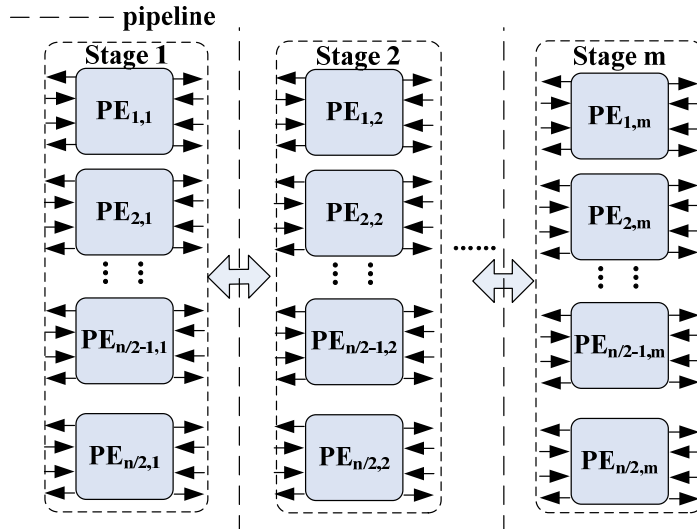 pipeline
Stage 1
PE1,1
PE2,1
PEn/2-1,1
PEn/2,1
Stage 2
PE1,2
PE2,2
PEn/2-1,2
PEn/2,2
......
Stage m
PE1,m
PE2,m
PEn/2-1,m
PEn/2,m